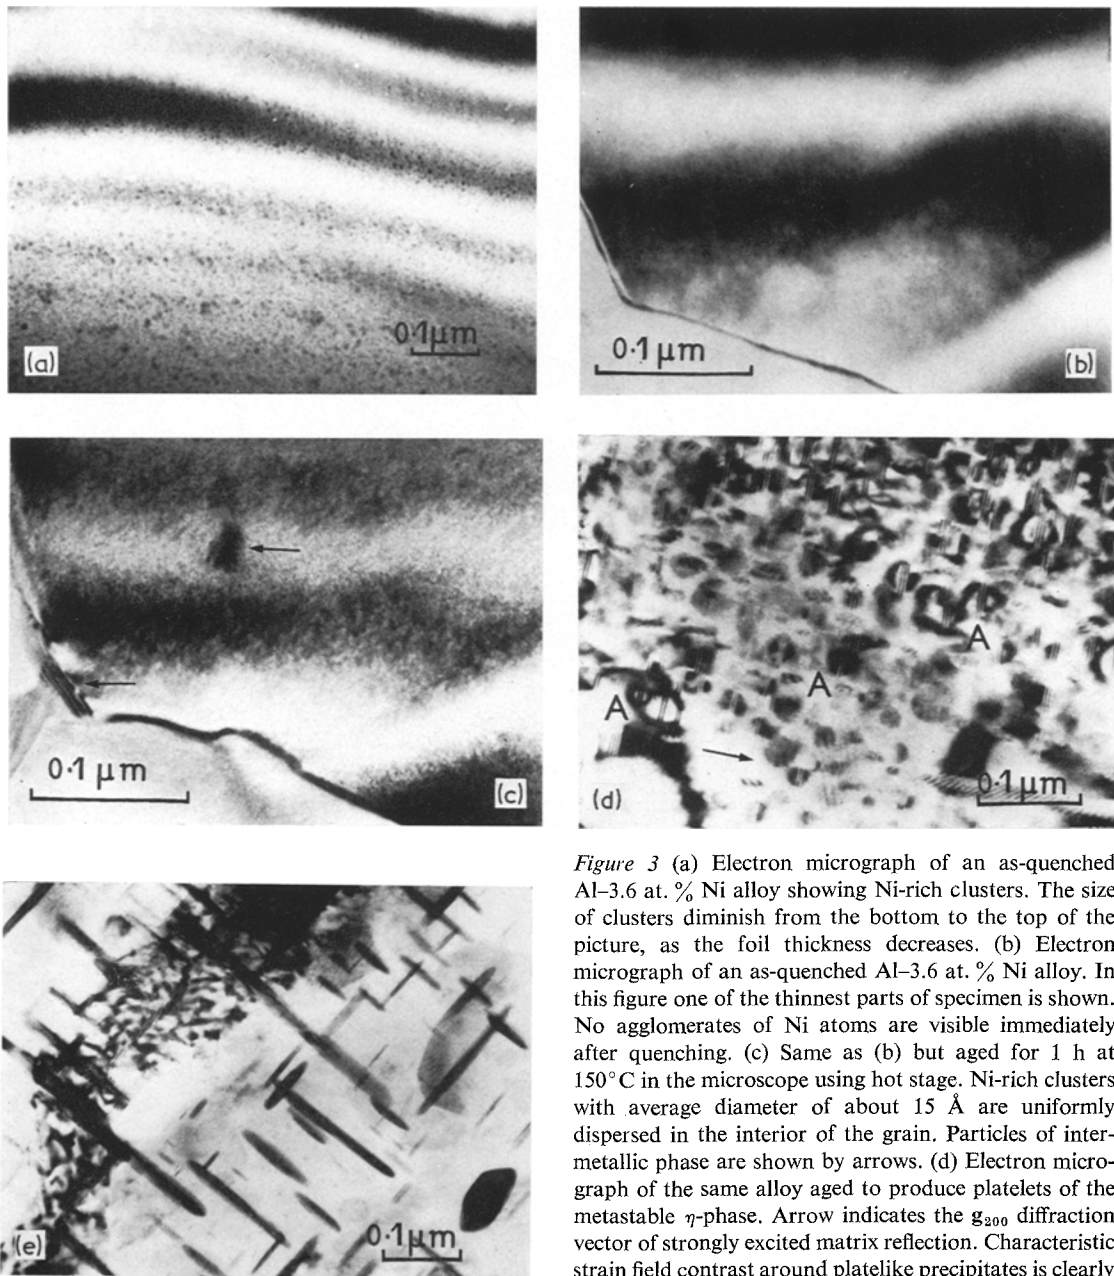 0·1 μm
(a)
0·1 μm
(b)
0·1 μm
(c)
A
A
A
0·1 μm
(d)
(e)
0·1 μm
Figure 3 (a) Electron micrograph of an as-quenched
Al–3.6 at. % Ni alloy showing Ni-rich clusters. The size
of clusters diminish from the bottom to the top of the
picture, as the foil thickness decreases. (b) Electron
micrograph of an as-quenched Al–3.6 at. % Ni alloy. In
this figure one of the thinnest parts of specimen is shown.
No agglomerates of Ni atoms are visible immediately
after quenching. (c) Same as (b) but aged for 1 h at
150°C in the microscope using hot stage. Ni-rich clusters
with average diameter of about 15 Å are uniformly
dispersed in the interior of the grain. Particles of inter-
metallic phase are shown by arrows. (d) Electron micro-
graph of the same alloy aged to produce platelets of the
metastable η-phase. Arrow indicates the g₂₀₀ diffraction
vector of strongly excited matrix reflection. Characteristic
strain field contrast around platelike precipitates is clearly